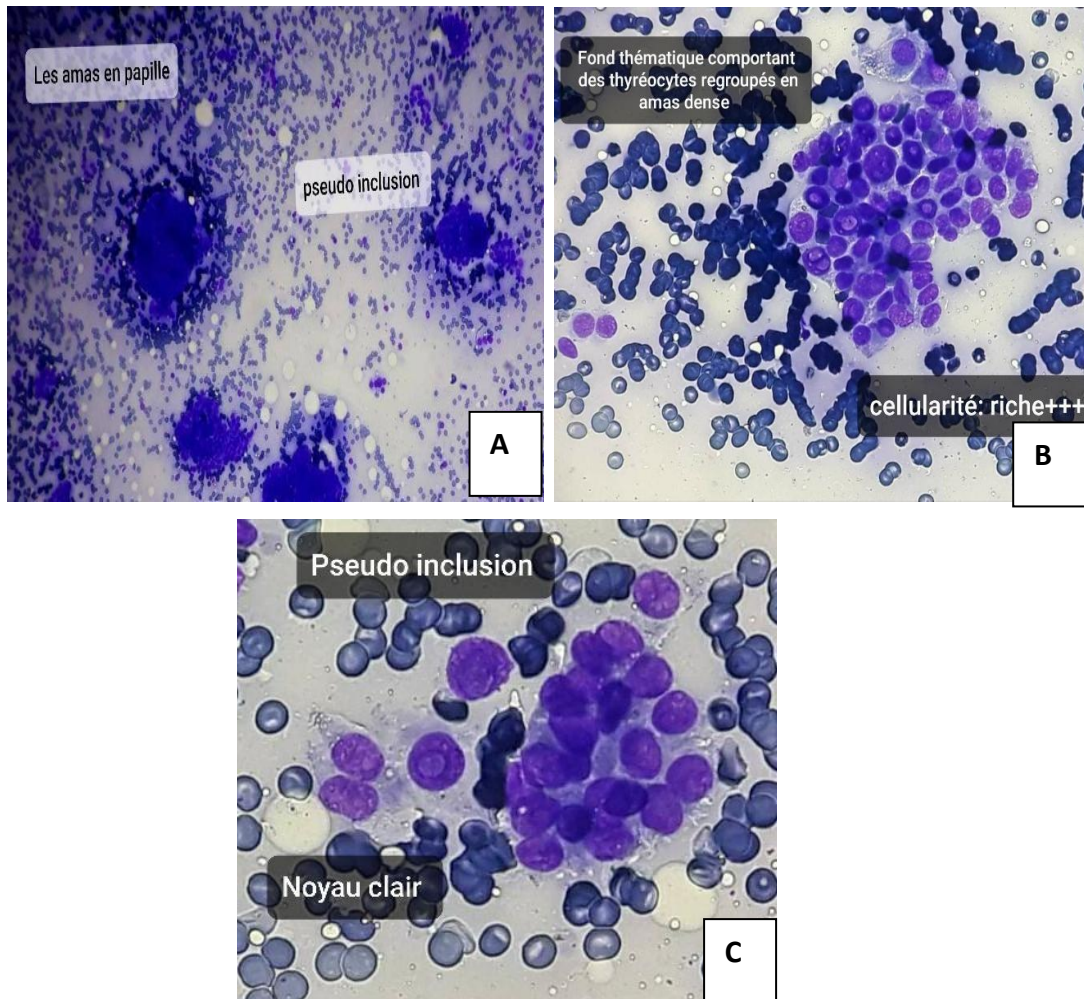 Les amas en papille
pseudo inclusion
A
Fond thématique comportant
des thyréocytes regroupés en
amas dense
cellularité: riche+++
B
Pseudo inclusion
Noyau clair
C